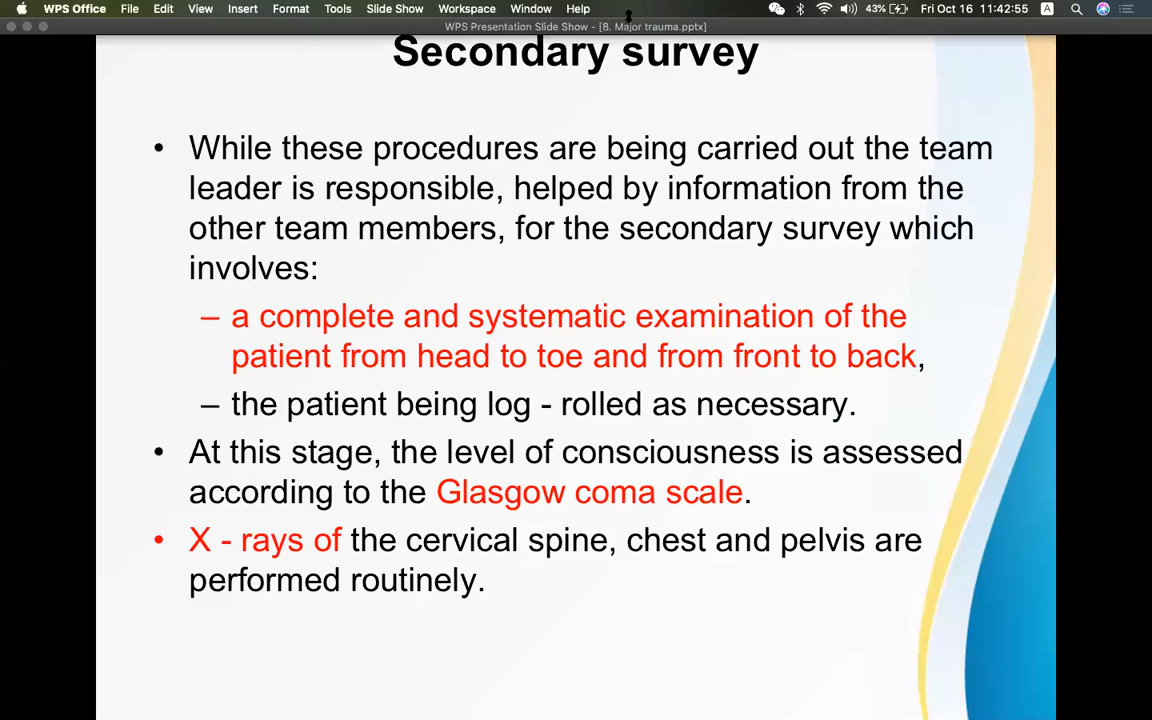 WPS Office File Edit View Insert Format Tools Slide Show Workspace Window Help 43% Fri Oct 16 11:42:55 A
WPS Presentation Slide Show - [8. Major trauma.pptx]
Secondary survey
• While these procedures are being carried out the team
leader is responsible, helped by information from the
other team members, for the secondary survey which
involves:
– a complete and systematic examination of the
patient from head to toe and from front to back,
– the patient being log - rolled as necessary.
• At this stage, the level of consciousness is assessed
according to the Glasgow coma scale.
• X - rays of the cervical spine, chest and pelvis are
performed routinely.